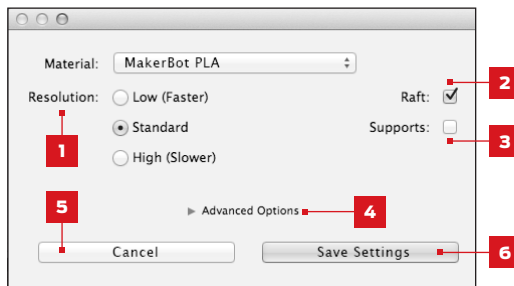 Material: MakerBot PLA
2
Resolution: Low (Faster) Raft:
1 Standard Supports:
3
High (Slower)
5
Advanced Options 4
Cancel Save Settings
6